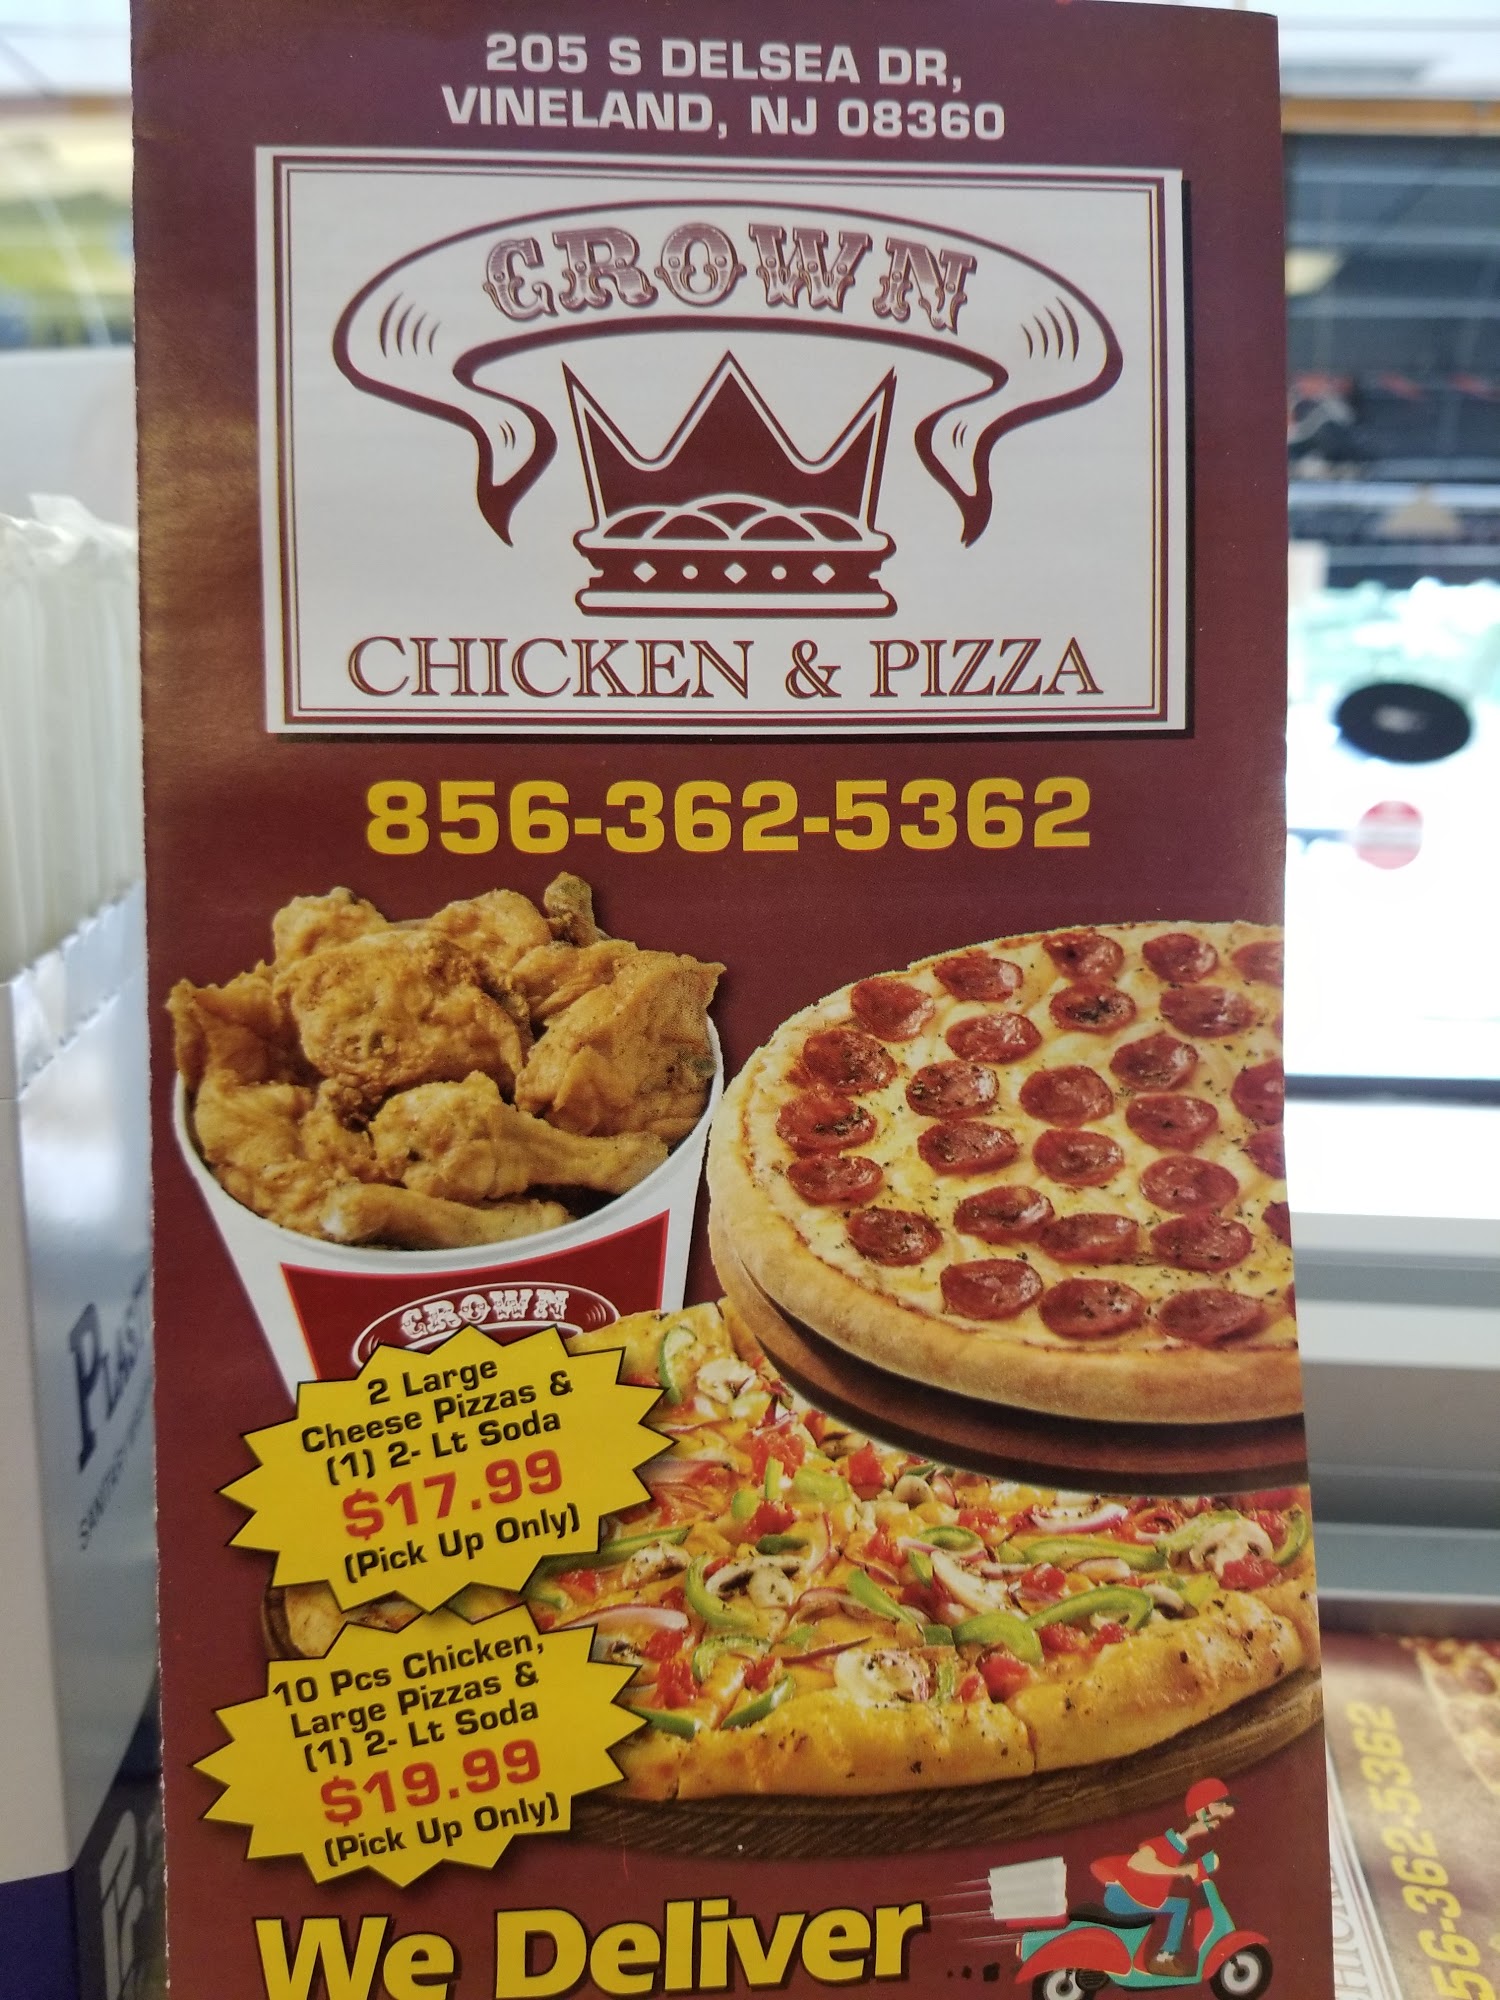 205 S DELSEA DR,
VINELAND, NJ 08360
CROWN
CHICKEN & PIZZA
856-362-5362
CROWN
2 Large
Cheese Pizzas &
(1) 2- Lt Soda
$17.99
(Pick Up Only)
10 Pcs Chicken,
Large Pizzas &
(1) 2- Lt Soda
$19.99
(Pick Up Only)
We Deliver
56-362-5362